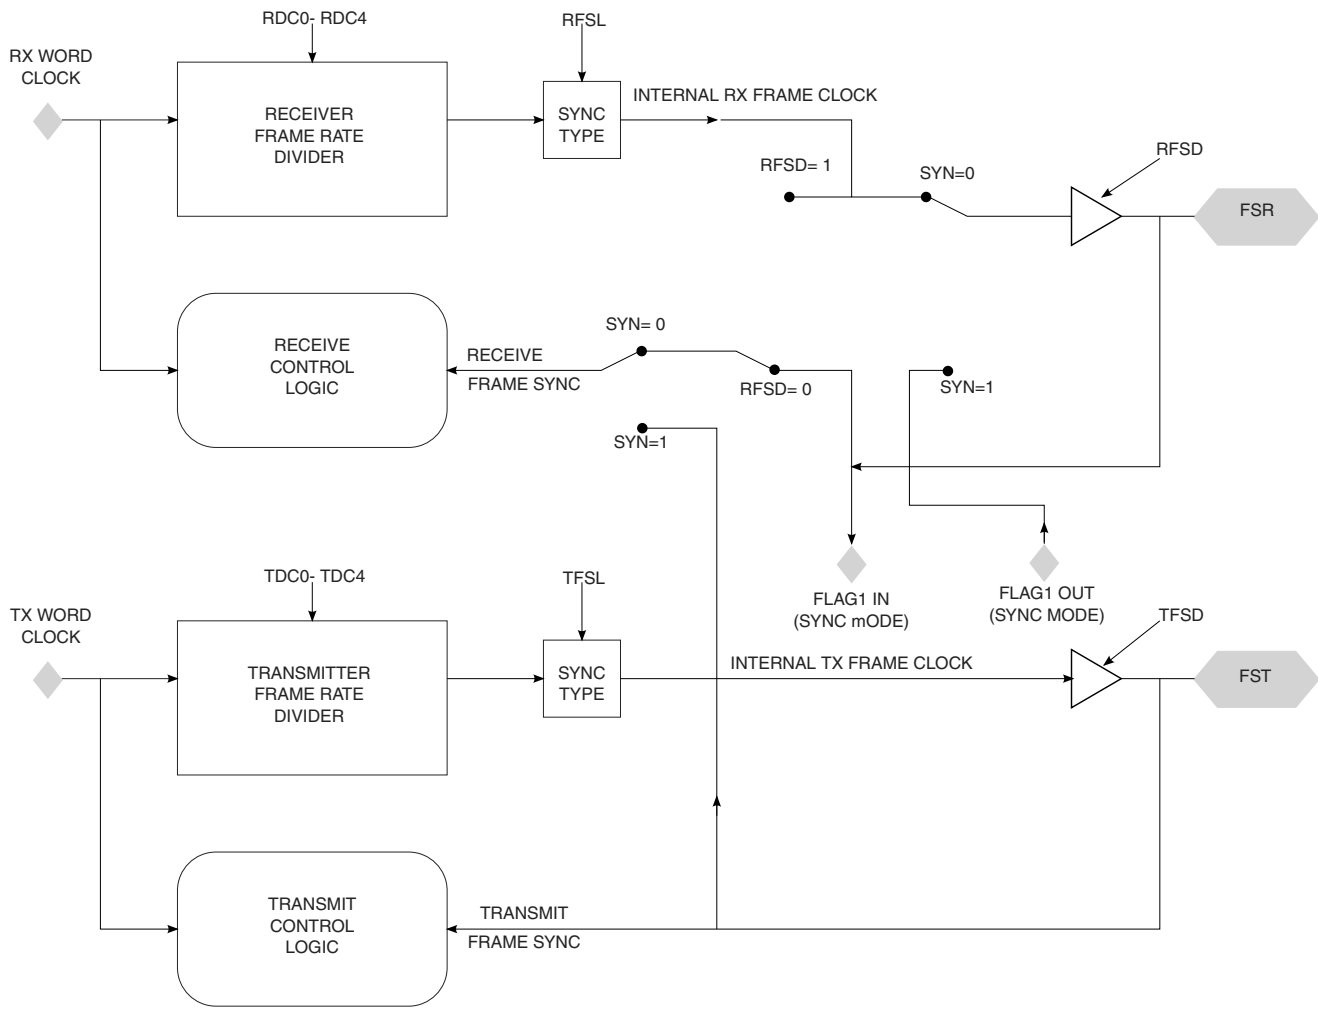 RDC0- RDC4
RFSL
RX WORD
CLOCK
RECEIVER
FRAME RATE
DIVIDER
SYNC
TYPE
INTERNAL RX FRAME CLOCK
RFSD= 1
SYN=0
RFSD
FSR
RECEIVE
CONTROL
LOGIC
RECEIVE
FRAME SYNC
SYN= 0
RFSD= 0
SYN=1
SYN=1
FLAG1 IN
(SYNC mODE)
FLAG1 OUT
(SYNC MODE)
TDC0- TDC4
TFSL
TX WORD
CLOCK
TRANSMITTER
FRAME RATE
DIVIDER
SYNC
TYPE
INTERNAL TX FRAME CLOCK
TFSD
FST
TRANSMIT
CONTROL
LOGIC
TRANSMIT
FRAME SYNC